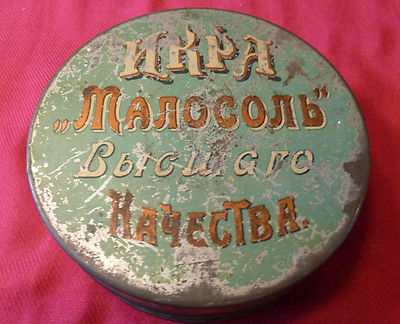 ИКРА
„Малосоль"
Высшаго
Качества.